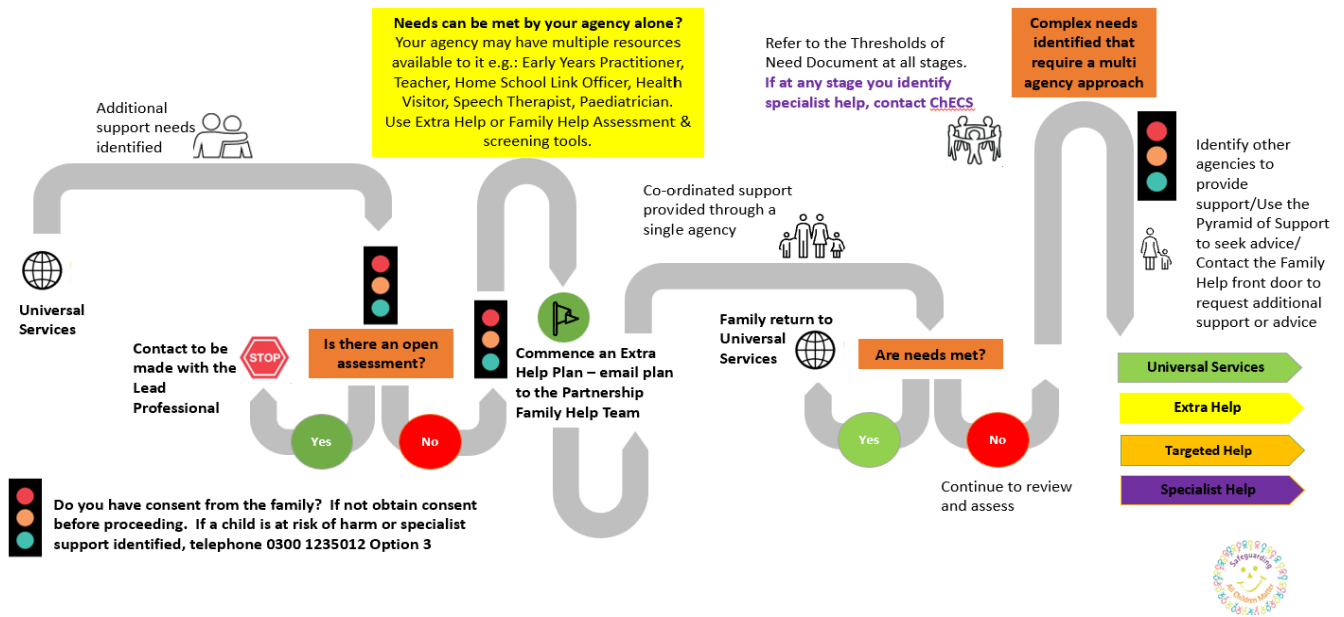 Additional
support needs
identified
Universal
Services
Needs can be met by your agency alone?
Your agency may have multiple resources
available to it e.g.: Early Years Practitioner,
Teacher, Home School Link Officer, Health
Visitor, Speech Therapist, Paediatrician.
Use Extra Help or Family Help Assessment &
screening tools.
Is there an open
assessment?
STOP
Contact to be
made with the
Lead
Professional
Yes
No
Commence an Extra
Help Plan – email plan
to the Partnership
Family Help Team
Co-ordinated support
provided through a
single agency
Refer to the Thresholds of
Need Document at all stages.
If at any stage you identify
specialist help, contact ChECS
Family return to
Universal
Services
Are needs met?
Yes
No
Continue to review
and assess
Complex needs
identified that
require a multi
agency approach
Identify other
agencies to
provide
support/Use the
Pyramid of Support
to seek advice/
Contact the Family
Help front door to
request additional
support or advice
Universal Services
Extra Help
Targeted Help
Specialist Help
Do you have consent from the family?  If not obtain consent
before proceeding.  If a child is at risk of harm or specialist
support identified, telephone 0300 1235012 Option 3
Safeguarding
All Children Matter